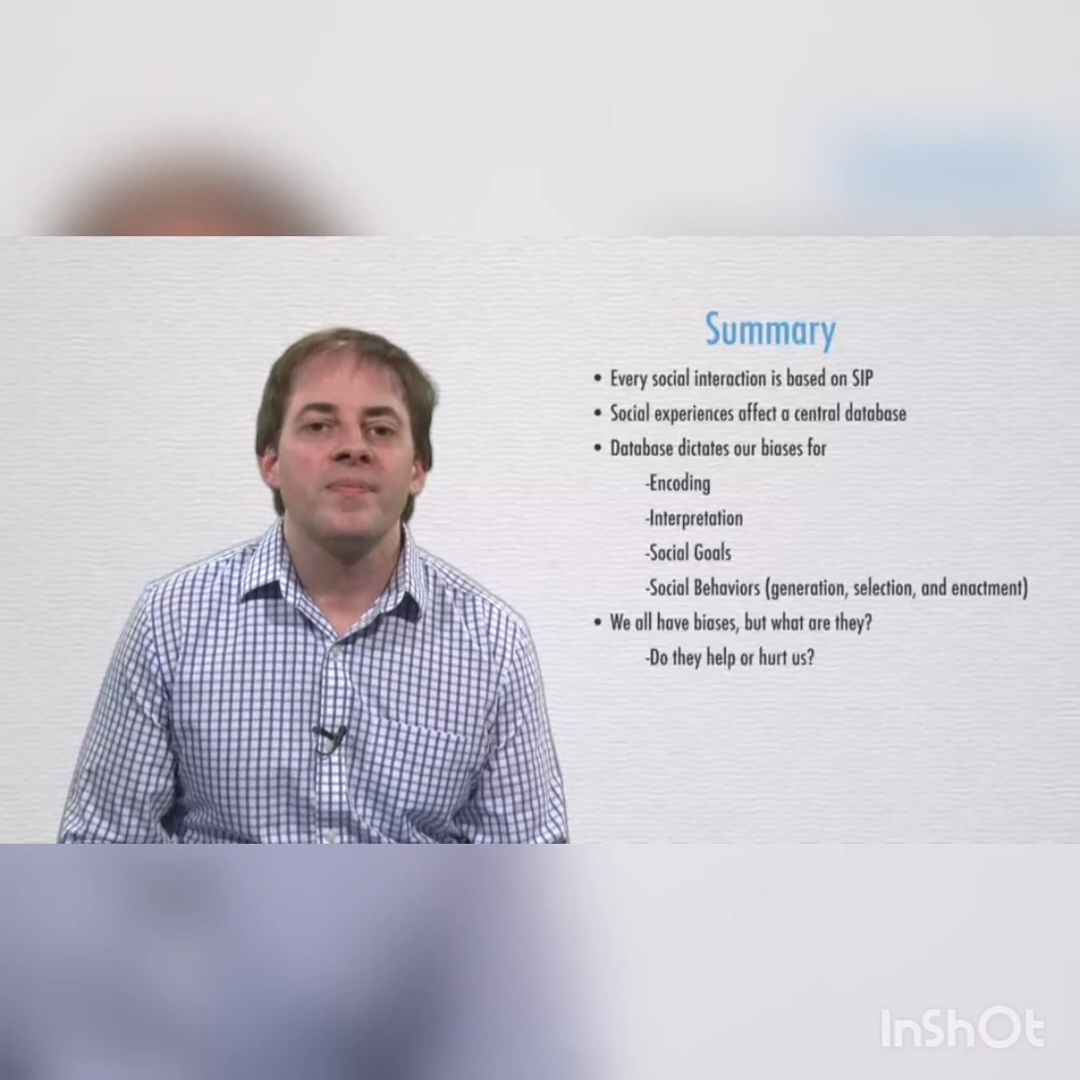 Summary
• Every social interaction is based on SIP
• Social experiences affect a central database
• Database dictates our biases for
-Encoding
-Interpretation
-Social Goals
-Social Behaviors (generation, selection, and enactment)
• We all have biases, but what are they?
-Do they help or hurt us?
InShOt